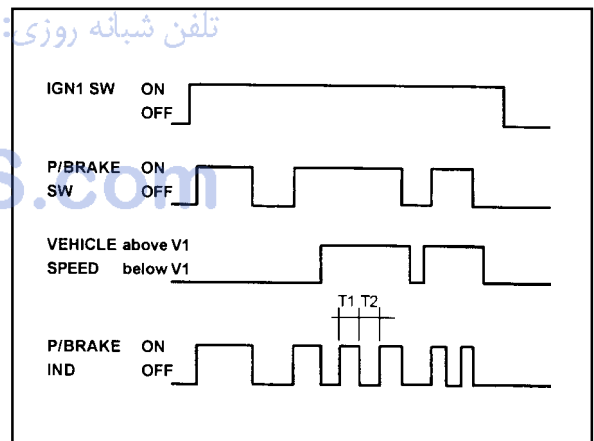 تلفن شبانه روزی:
IGN1 SW ON
OFF
P/BRAKE ON
SW OFF
S.com
VEHICLE above V1
SPEED below V1
T1 T2
P/BRAKE ON
IND OFF